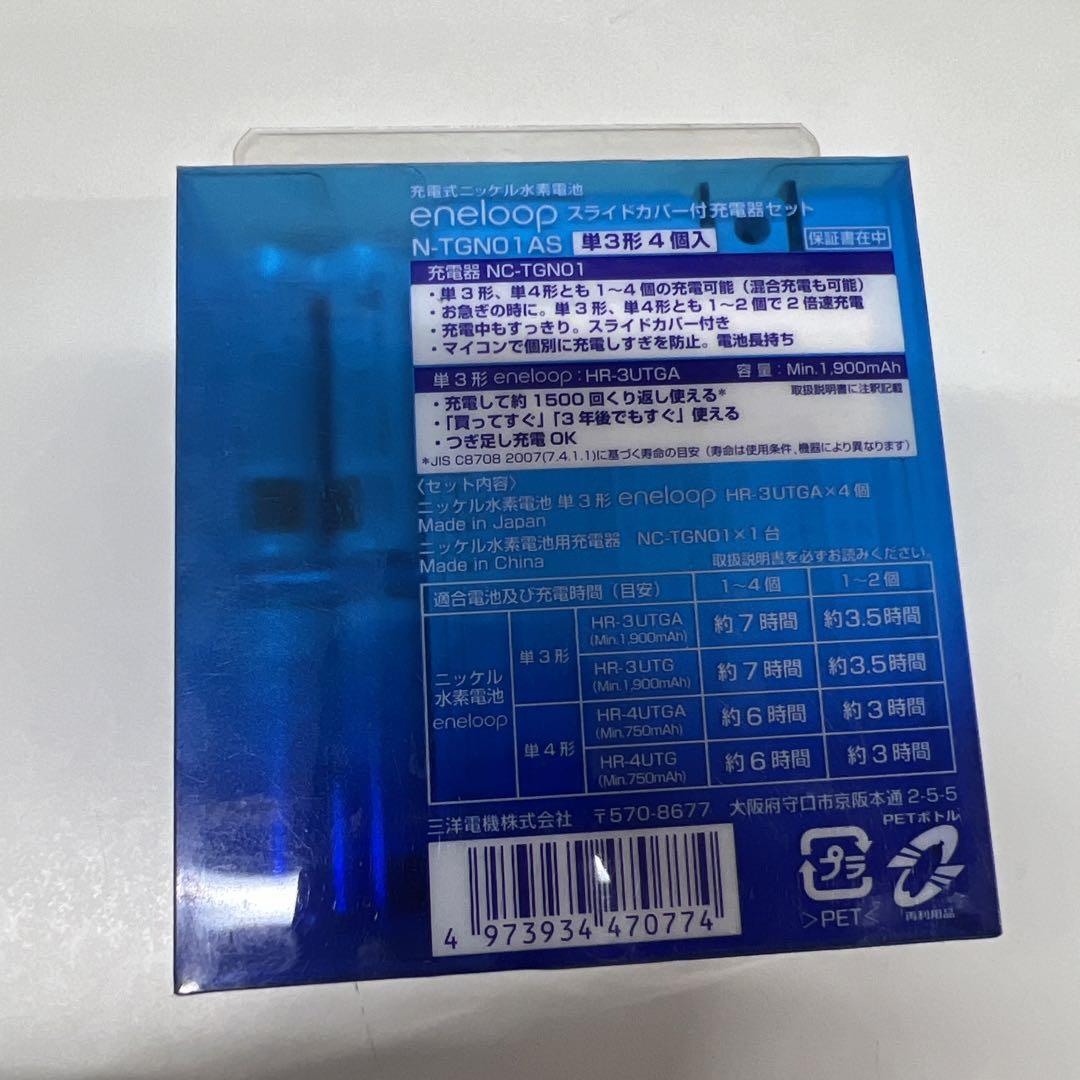 充電式ニッケル水素電池
eneloop スライドカバー付充電器セット
N-TGN01AS 単3形4個入 保証書在中
充電器 NC-TGN01
・単3形、単4形とも1〜4個の充電可能（混合充電も可能）
・お急ぎの時に。単3形、単4形とも1〜2個で2倍速充電
・充電中もすっきり。スライドカバー付き
・マイコンで個別に充電しすぎを防止。電池長持ち
単3形 eneloop：HR-3UTGA 容量：Min.1,900mAh
・充電して約1500回くり返し使える* 取扱説明書に注釈記載
・「買ってすぐ」「3年後でもすぐ」使える
・つぎ足し充電OK
*JIS C8708 2007(7.4.1.1)に基づく寿命の目安（寿命は使用条件、機器により異なります）
〈セット内容〉
ニッケル水素電池 単3形 eneloop HR-3UTGA×4個
Made in Japan
ニッケル水素電池用充電器 NC-TGN01×1台
Made in China 取扱説明書を必ずお読みください。
適合電池及び充電時間（目安） 1〜4個 1〜2個
ニッケル水素電池 eneloop 単3形 HR-3UTGA (Min.1,900mAh) 約7時間 約3.5時間
HR-3UTG (Min.1,900mAh) 約7時間 約3.5時間
単4形 HR-4UTGA (Min.750mAh) 約6時間 約3時間
HR-4UTG (Min.750mAh) 約6時間 約3時間
三洋電機株式会社 〒570-8677 大阪府守口市京阪本通2-5-5
PETボトル
プラ
>PET<
再利用品
4 973934 470774